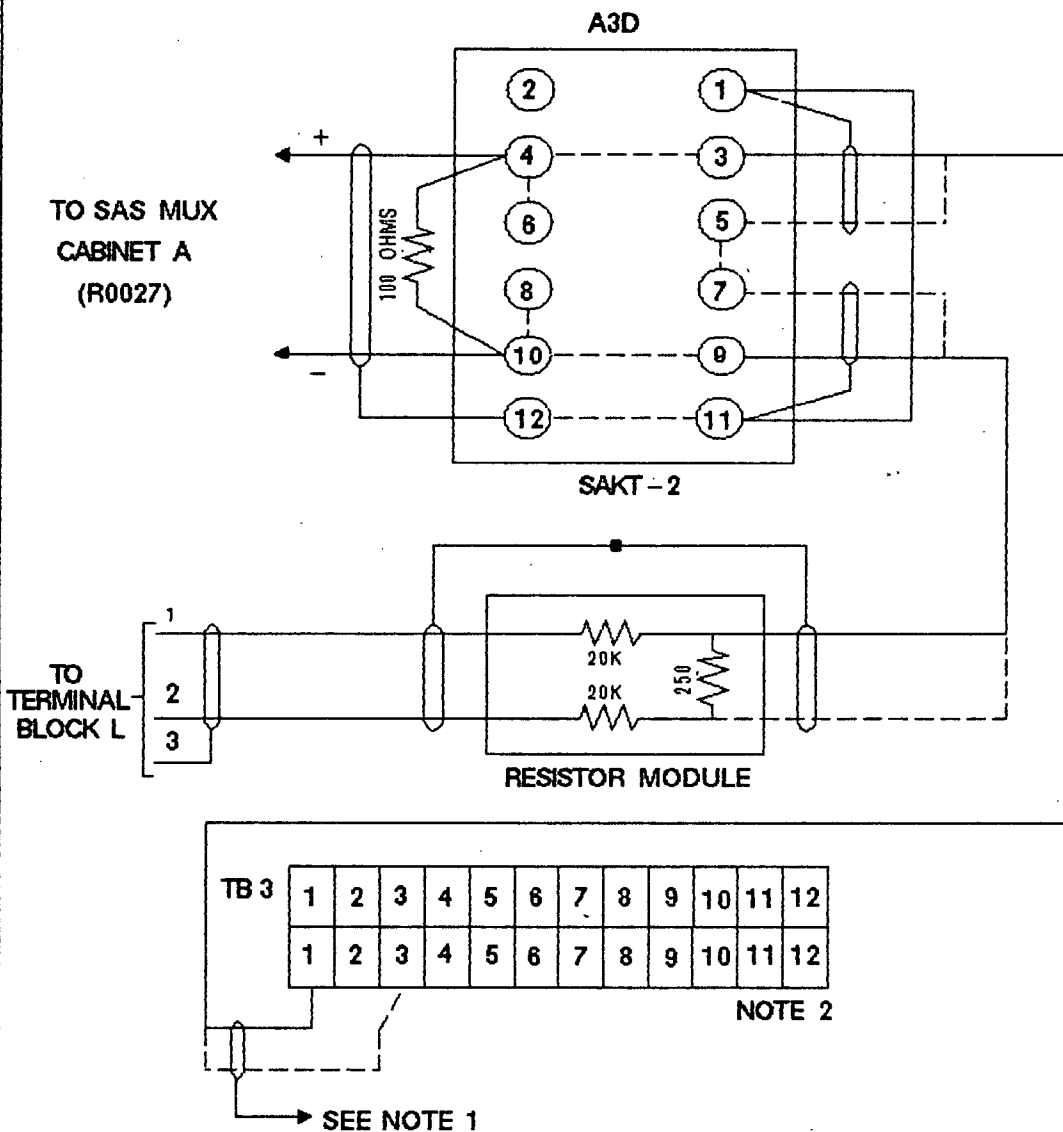 A3D
2 1
+
4 3
TO SAS MUX
CABINET A
(R0027)
100 OHMS
6 5
8 7
10 9
-
12 11
SAKT-2
1
20K
TO
TERMINAL
BLOCK L
2
20K
250
3
RESISTOR MODULE
TB 3 1 2 3 4 5 6 7 8 9 10 11 12
1 2 3 4 5 6 7 8 9 10 11 12
NOTE 2
SEE NOTE 1